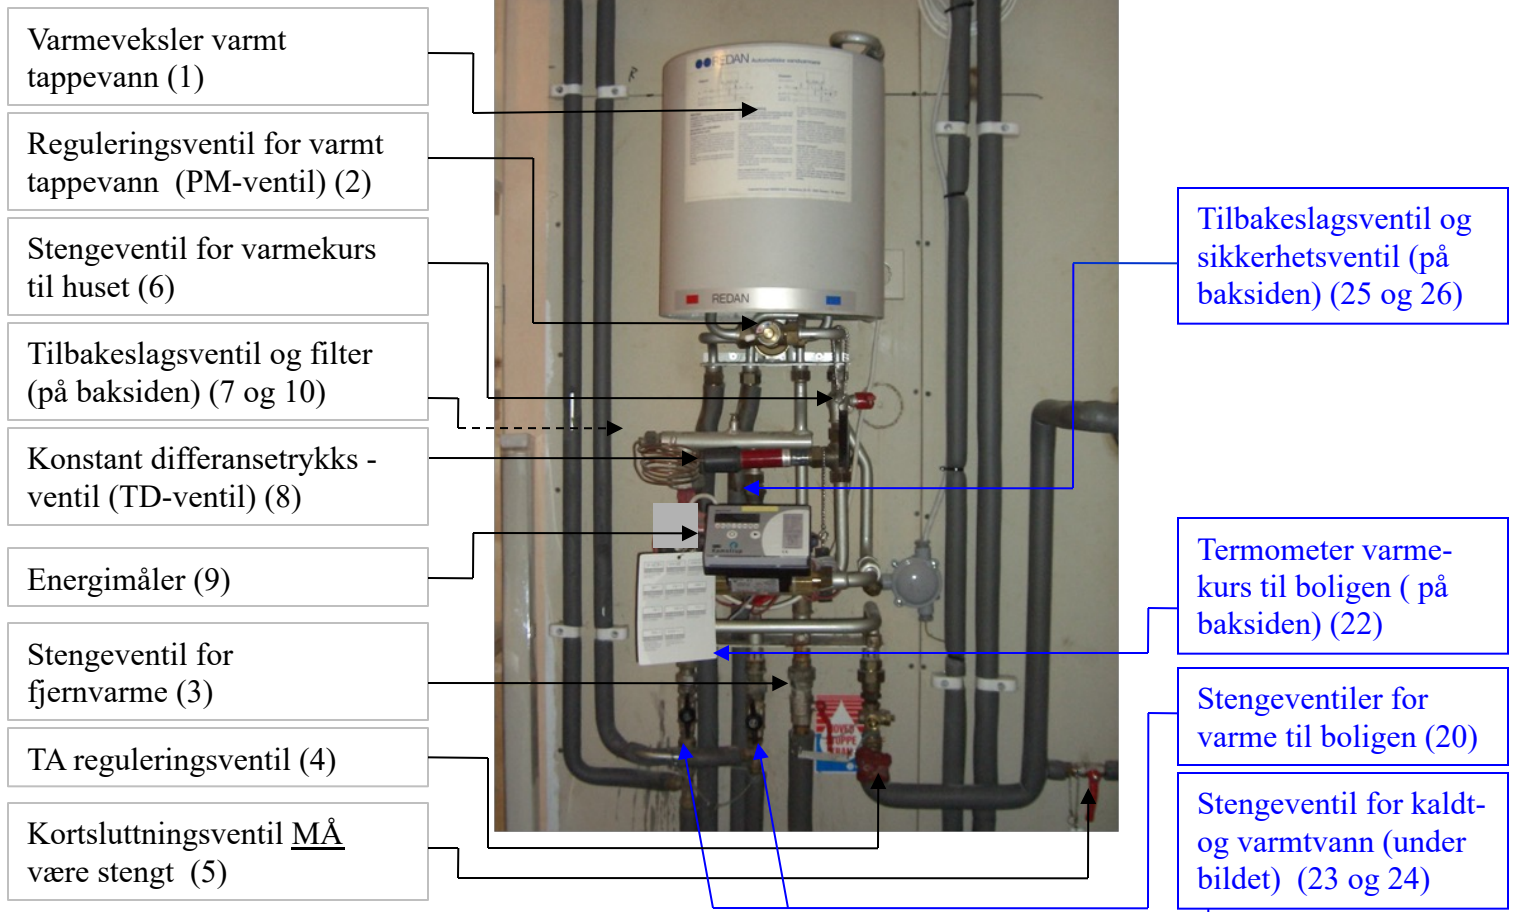 Varmeveksler varmt
tappevann (1)
Reguleringsventil for varmt
tappevann (PM-ventil) (2)
Stengeventil for varmekurs
til huset (6)
Tilbakeslagsventil og filter
(på baksiden) (7 og 10)
Konstant differansetrykks -
ventil (TD-ventil) (8)
Energimåler (9)
Stengeventil for
fjernvarme (3)
TA reguleringsventil (4)
Kortsluttningsventil MÅ
være stengt (5)
REDAN
REDAN
Tilbakeslagsventil og
sikkerhetsventil (på
baksiden) (25 og 26)
Termometer varme-
kurs til boligen ( på
baksiden) (22)
Stengeventiler for
varme til boligen (20)
Stengeventil for kaldt-
og varmtvann (under
bildet) (23 og 24)